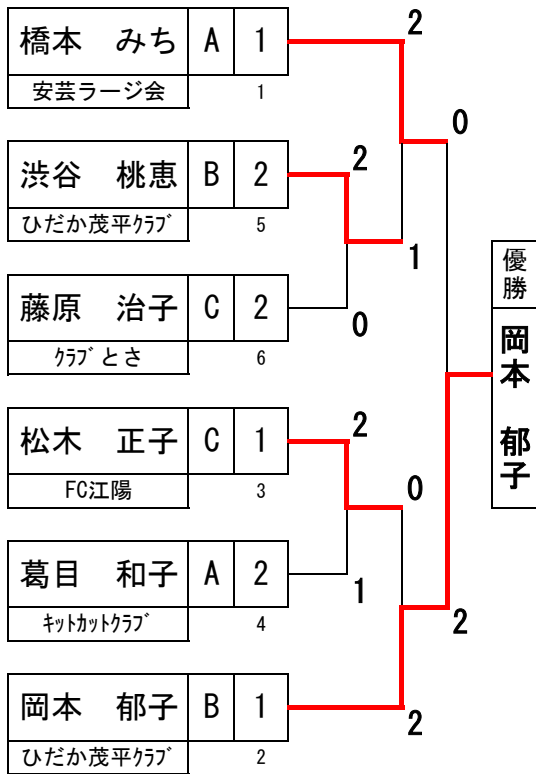 橋本 みち A 1
安芸ラージ会 1
渋谷 桃恵 B 2
ひだか茂平ｸﾗﾌﾞ 5
藤原 治子 C 2
ｸﾗﾌﾞとさ 6
松木 正子 C 1
FC江陽 3
葛目 和子 A 2
ｷｯﾄｶｯﾄｸﾗﾌﾞ 4
岡本 郁子 B 1
ひだか茂平ｸﾗﾌﾞ 2
2
0
2
1
0
2
0
1
2
2
優勝
岡本 郁子